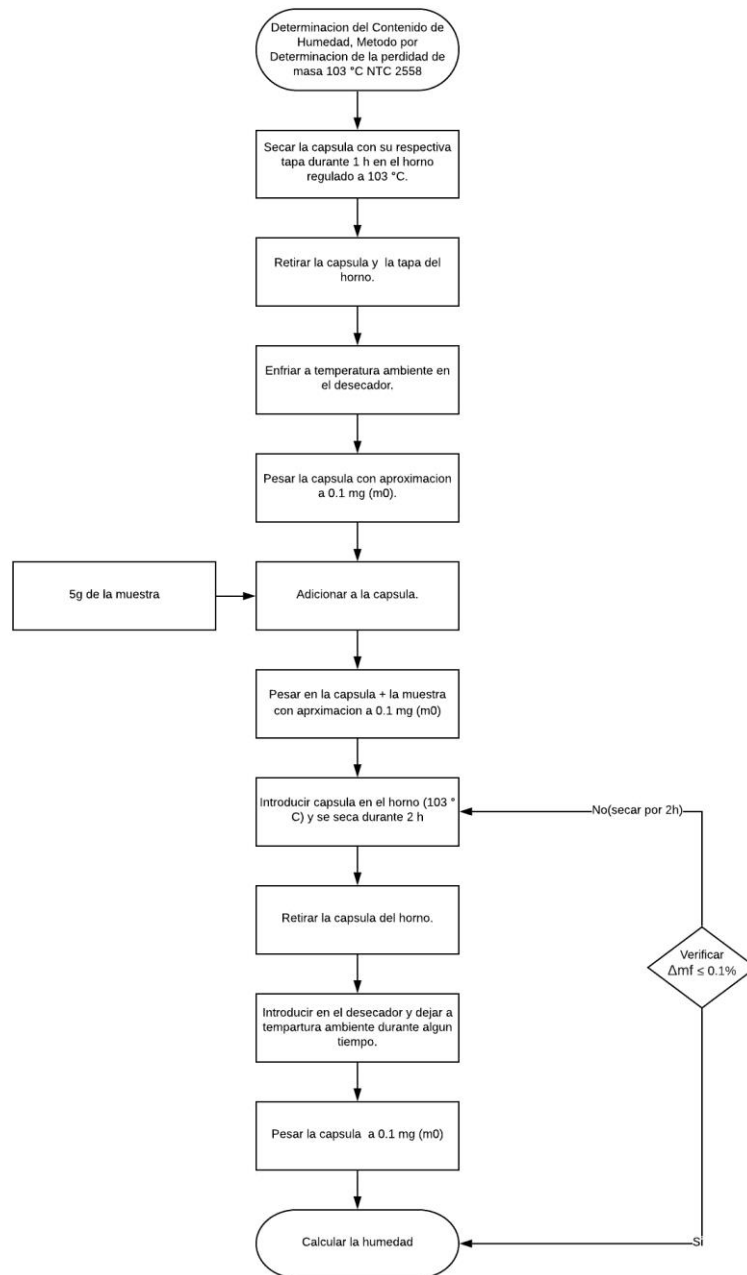 Determinacion del Contenido de
Humedad, Metodo por
Determinacion de la perdidad de
masa 103 °C NTC 2558
Secar la capsula con su respectiva
tapa durante 1 h en el horno
regulado a 103 °C.
Retirar la capsula y la tapa del
horno.
Enfriar a temperatura ambiente en
el desecador.
Pesar la capsula con aproximacion
a 0.1 mg (m0).
5g de la muestra
Adicionar a la capsula.
Pesar en la capsula + la muestra
con aprximacion a 0.1 mg (m0)
Introducir capsula en el horno (103 °
C) y se seca durante 2 h
No(secar por 2h)
Retirar la capsula del horno.
Verificar
Δmf ≤ 0.1%
Introducir en el desecador y dejar a
tempartura ambiente durante algun
tiempo.
Pesar la capsula a 0.1 mg (m0)
Calcular la humedad
Si